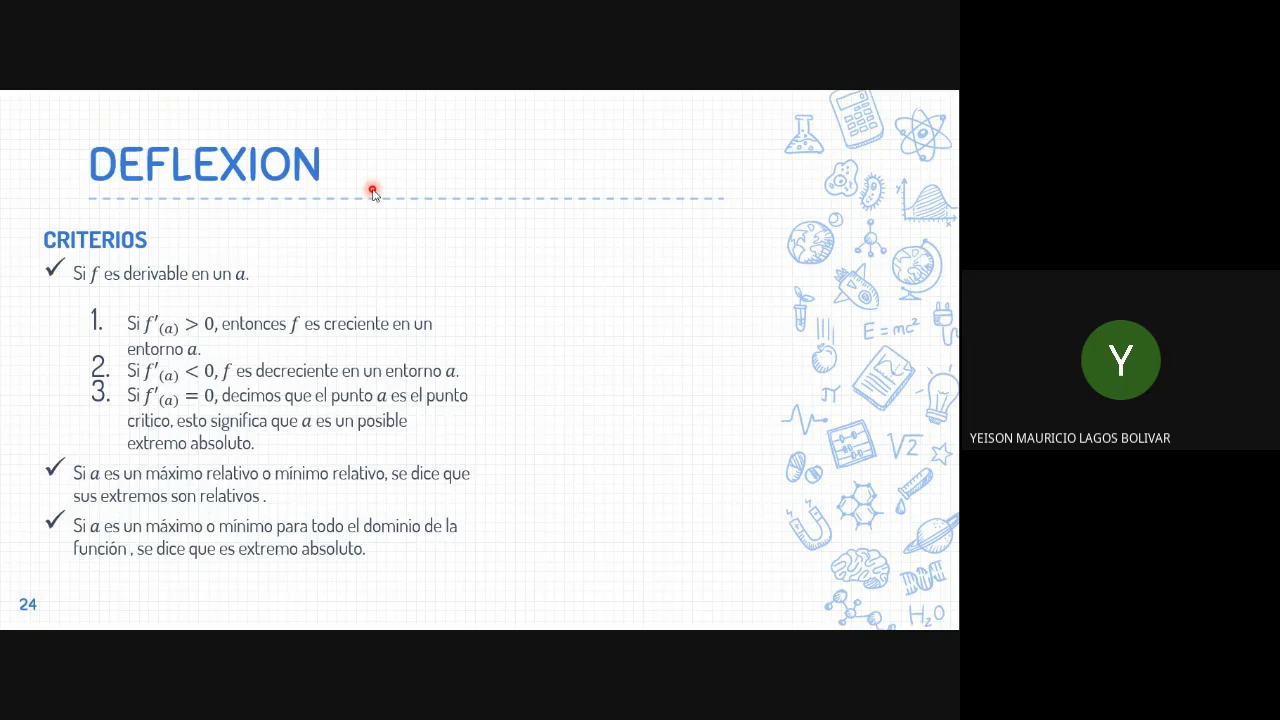 DEFLEXION
CRITERIOS
✓ Si f es derivable en un a.
1. Si f′(a) > 0, entonces f es creciente en un
entorno a.
2. Si f′(a) < 0, f es decreciente en un entorno a.
3. Si f′(a) = 0, decimos que el punto a es el punto
critico, esto significa que a es un posible
extremo absoluto.
✓ Si a es un máximo relativo o mínimo relativo, se dice que
sus extremos son relativos .
✓ Si a es un máximo o mínimo para todo el dominio de la
función , se dice que es extremo absoluto.
24
y
x
E = mc²
π
√2
H₂O
Y
YEISON MAURICIO LAGOS BOLIVAR